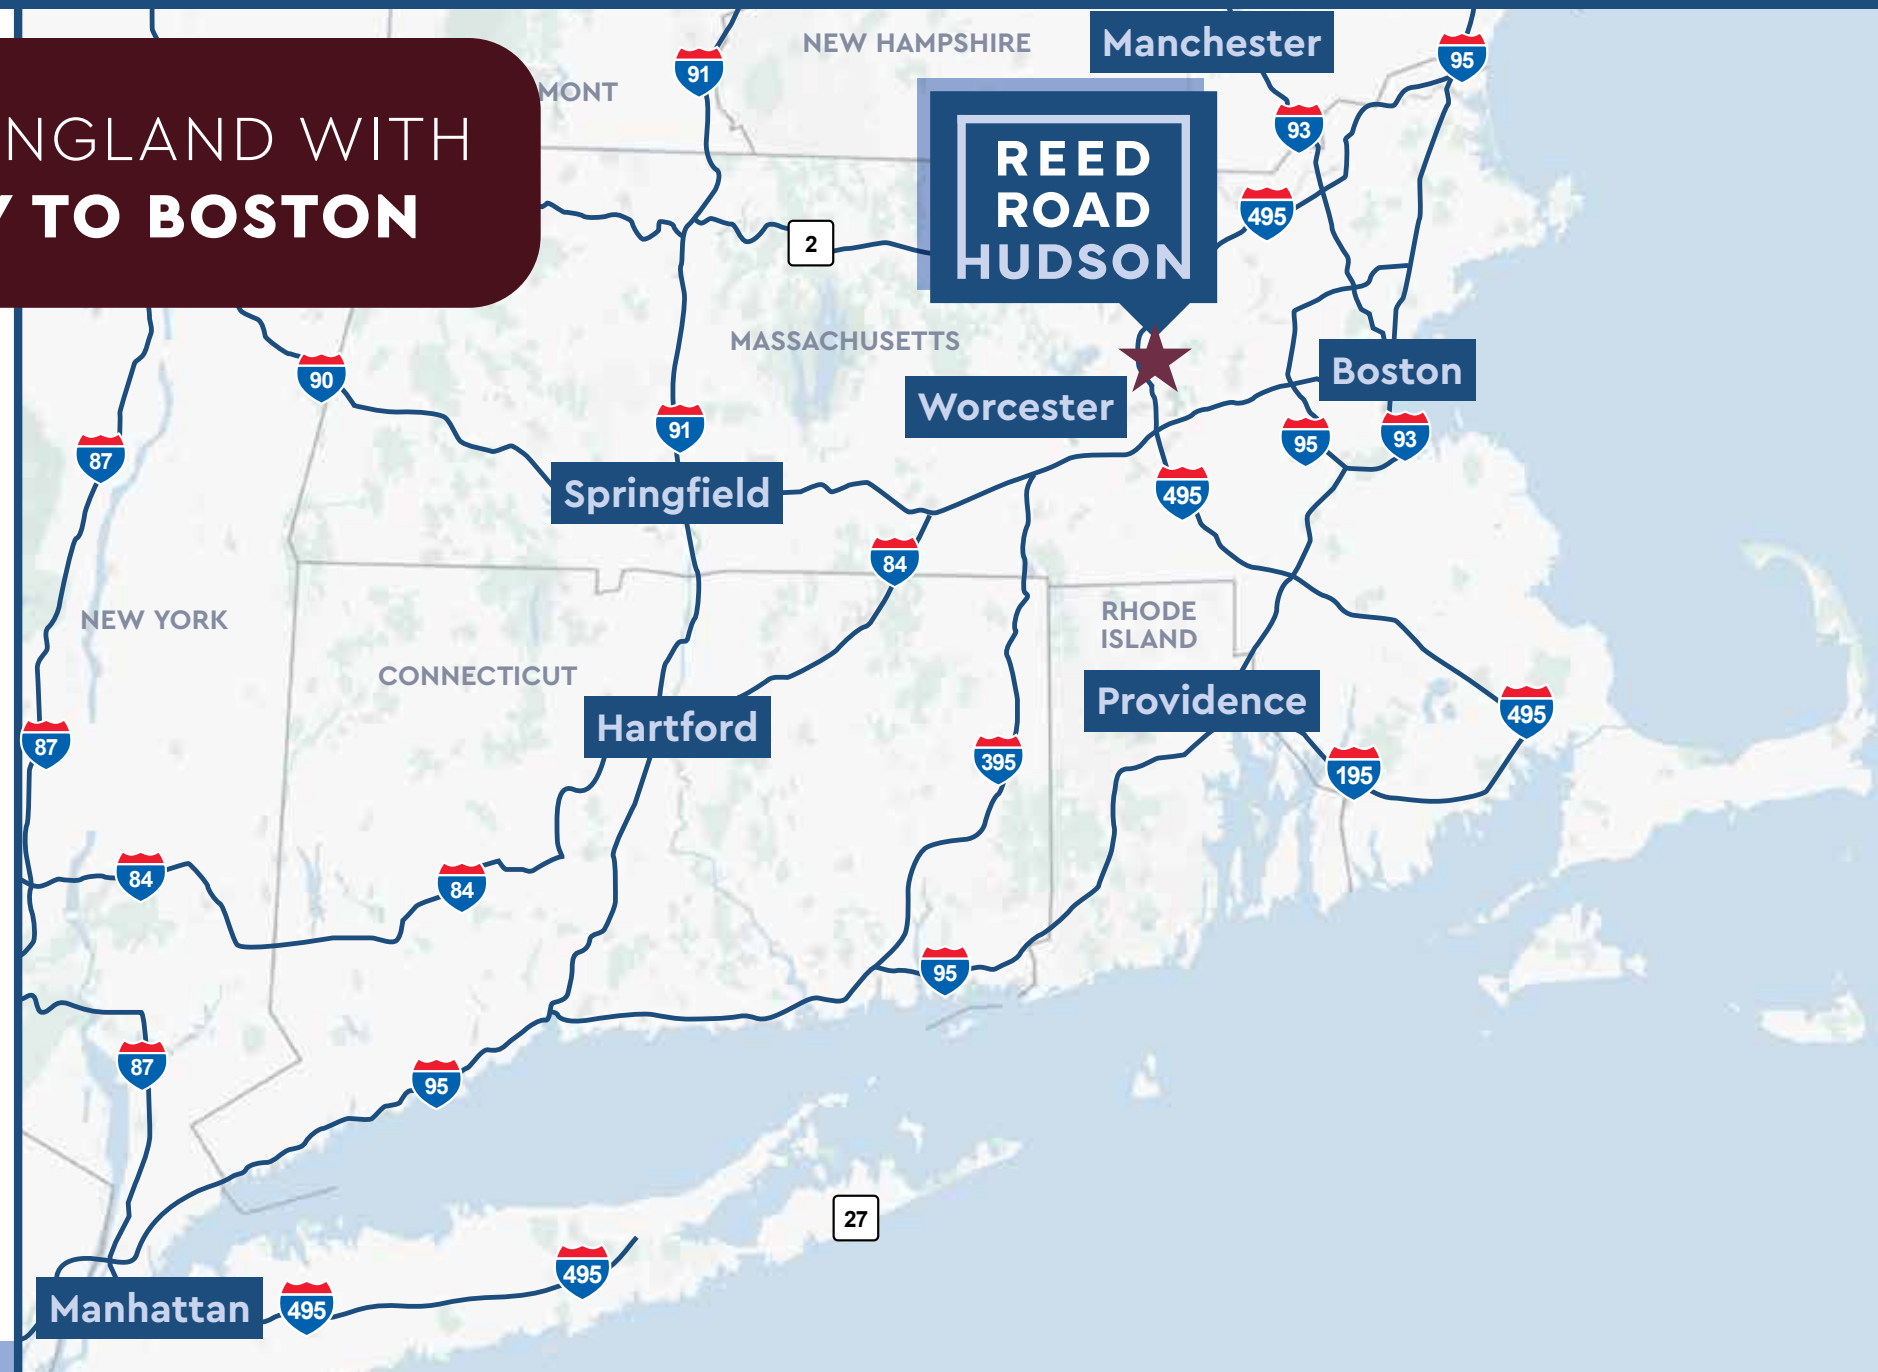 NEW HAMPSHIRE
Manchester
95
91
MONT
NGLAND WITH
Y TO BOSTON
93
REED
ROAD
HUDSON
495
2
MASSACHUSETTS
90
Boston
Worcester
91
95
93
87
Springfield
495
84
NEW YORK
RHODE
ISLAND
CONNECTICUT
Providence
495
Hartford
87
395
195
84
84
95
87
95
27
495
Manhattan
495